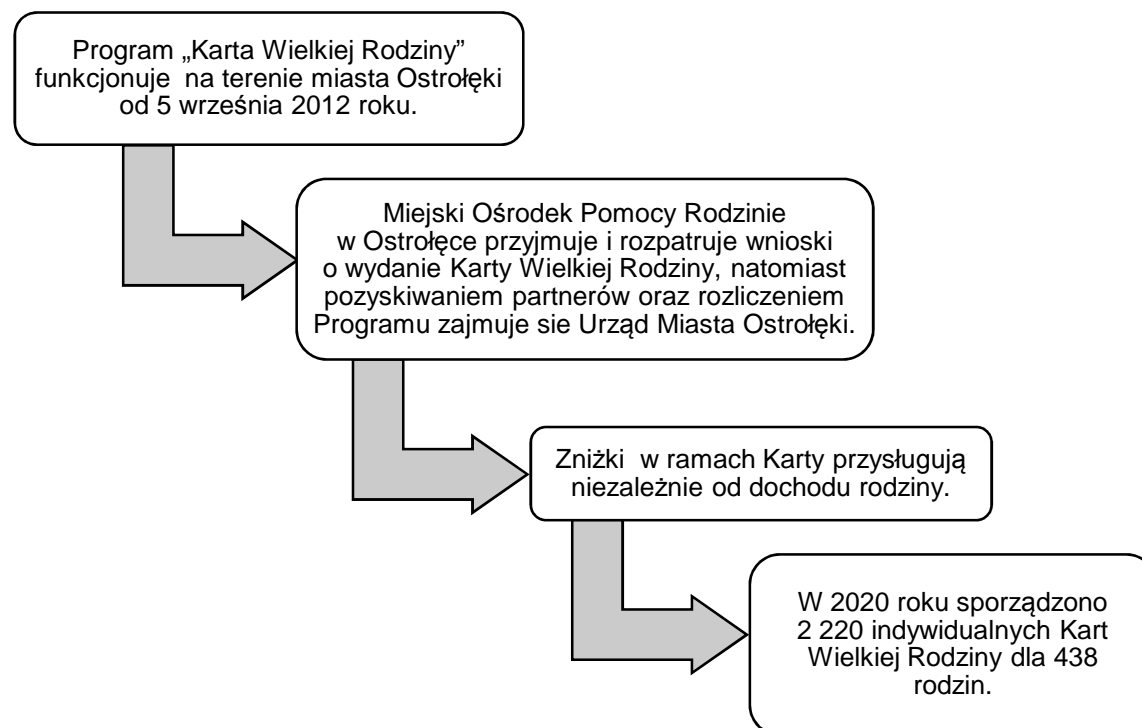 Program „Karta Wielkiej Rodziny”
funkcjonuje na terenie miasta Ostrołęki
od 5 września 2012 roku.
Miejski Ośrodek Pomocy Rodzinie
w Ostrołęce przyjmuje i rozpatruje wnioski
o wydanie Karty Wielkiej Rodziny, natomiast
pozyskiwaniem partnerów oraz rozliczeniem
Programu zajmuje sie Urząd Miasta Ostrołęki.
Zniżki w ramach Karty przysługują
niezależnie od dochodu rodziny.
W 2020 roku sporządzono
2 220 indywidualnych Kart
Wielkiej Rodziny dla 438
rodzin.